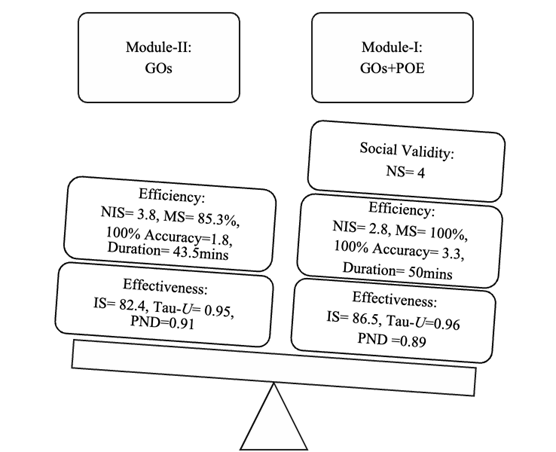 Module-II:
GOs
Module-I:
GOs+POE
Social Validity:
NS= 4
Efficiency:
NIS= 3.8, MS= 85.3%,
100% Accuracy=1.8,
Duration= 43.5mins
Efficiency:
NIS= 2.8, MS= 100%,
100% Accuracy= 3.3,
Duration= 50mins
Effectiveness:
IS= 82.4, Tau-U= 0.95,
PND=0.91
Effectiveness:
IS= 86.5, Tau-U=0.96
PND =0.89